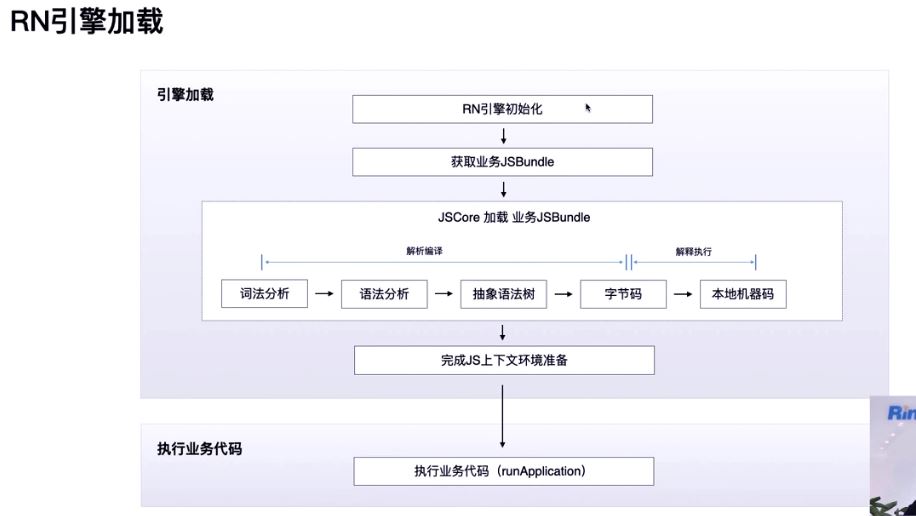 RN引擎加载
引擎加载
RN引擎初始化
获取业务JSBundle
JSCore 加载 业务JSBundle
解析编译
解释执行
词法分析
语法分析
抽象语法树
字节码
本地机器码
完成JS上下文环境准备
执行业务代码
执行业务代码（runApplication）
Rin